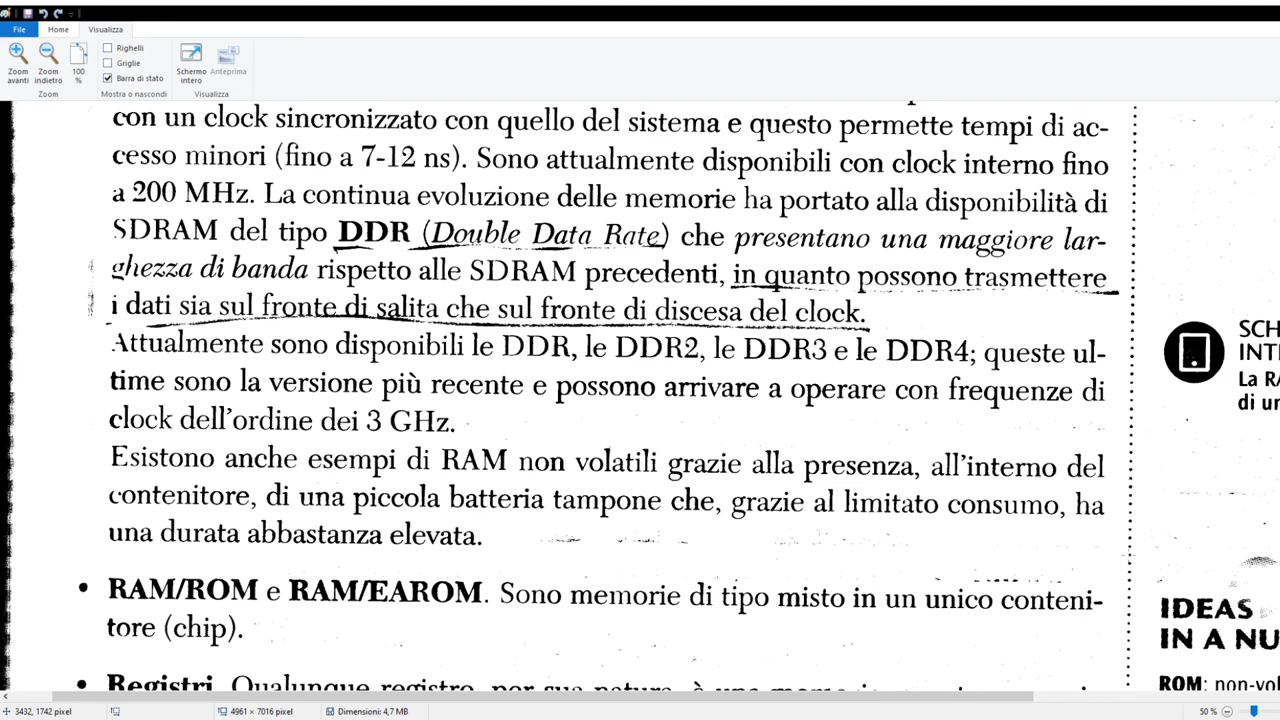 File Home Visualizza
Righelli
Griglie
Barra di stato
Zoom avanti
Zoom indietro
100 %
Schermo intero
Anteprima
Zoom Mostra o nascondi Visualizza
con un clock sincronizzato con quello del sistema e questo permette tempi di ac-
cesso minori (fino a 7-12 ns). Sono attualmente disponibili con clock interno fino
a 200 MHz. La continua evoluzione delle memorie ha portato alla disponibilità di
SDRAM del tipo DDR (Double Data Rate) che presentano una maggiore lar-
ghezza di banda rispetto alle SDRAM precedenti, in quanto possono trasmettere
i dati sia sul fronte di salita che sul fronte di discesa del clock.
Attualmente sono disponibili le DDR, le DDR2, le DDR3 e le DDR4; queste ul-
time sono la versione più recente e possono arrivare a operare con frequenze di
clock dell'ordine dei 3 GHz.
Esistono anche esempi di RAM non volatili grazie alla presenza, all'interno del
contenitore, di una piccola batteria tampone che, grazie al limitato consumo, ha
una durata abbastanza elevata.
• RAM/ROM e RAM/EAROM. Sono memorie di tipo misto in un unico conteni-
tore (chip).
• Registri. Qualunque registro, per sua natura, è una memoria
SCH
INT
La RA
di un
IDEAS
IN A NU
ROM: non-vol
3432, 1742 pixel 4961 × 7016 pixel Dimensioni: 4,7 MB 50 %